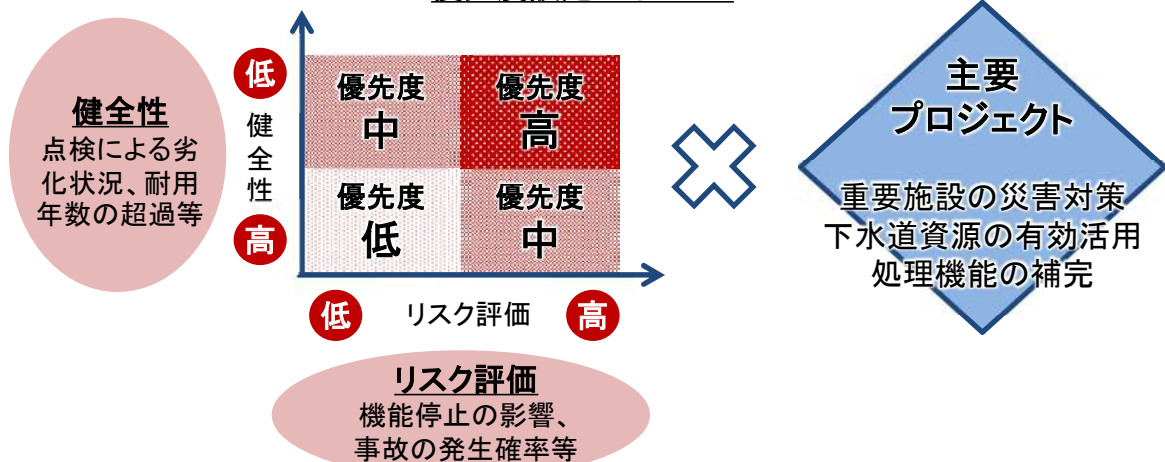 健全性
点検による劣
化状況、耐用
年数の超過等
低
健全性
高
優先度
中
優先度
高
優先度
低
優先度
中
低
リスク評価
高
リスク評価
機能停止の影響、
事故の発生確率等
主要
プロジェクト
重要施設の災害対策
下水道資源の有効活用
処理機能の補完